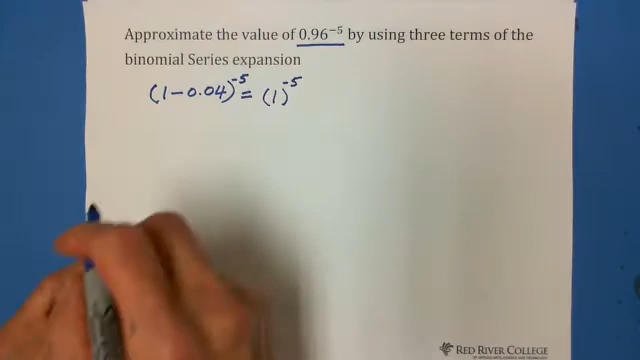 Approximate the value of 0.96⁻⁵ by using three terms of the
binomial Series expansion
(1 − 0.04)⁻⁵ = (1)⁻⁵
RED RIVER COLLEGE